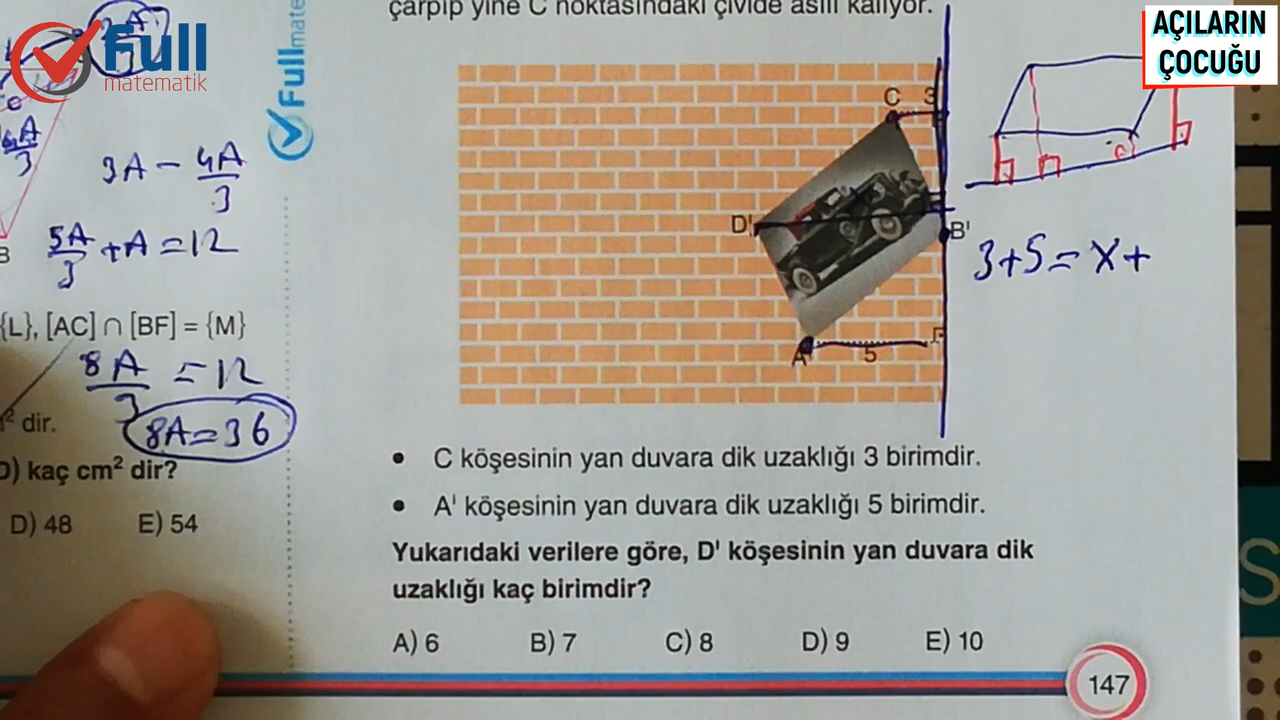 çarpıp yine C noktasındaki çivide asılı kalıyor.
Full
matematik
AÇILARIN
ÇOCUĞU
Fullmate
3A - 4A/3
5A/3 + A = 12
B
{L}, [AC] ∩ [BF] = {M}
8A/3 = 12
8A = 36
dir.
D) kaç cm² dir?
D) 48 E) 54
C 3
D' B'
A' 5
3+5=x+
• C köşesinin yan duvara dik uzaklığı 3 birimdir.
• A' köşesinin yan duvara dik uzaklığı 5 birimdir.
Yukarıdaki verilere göre, D' köşesinin yan duvara dik
uzaklığı kaç birimdir?
A) 6 B) 7 C) 8 D) 9 E) 10
147
S